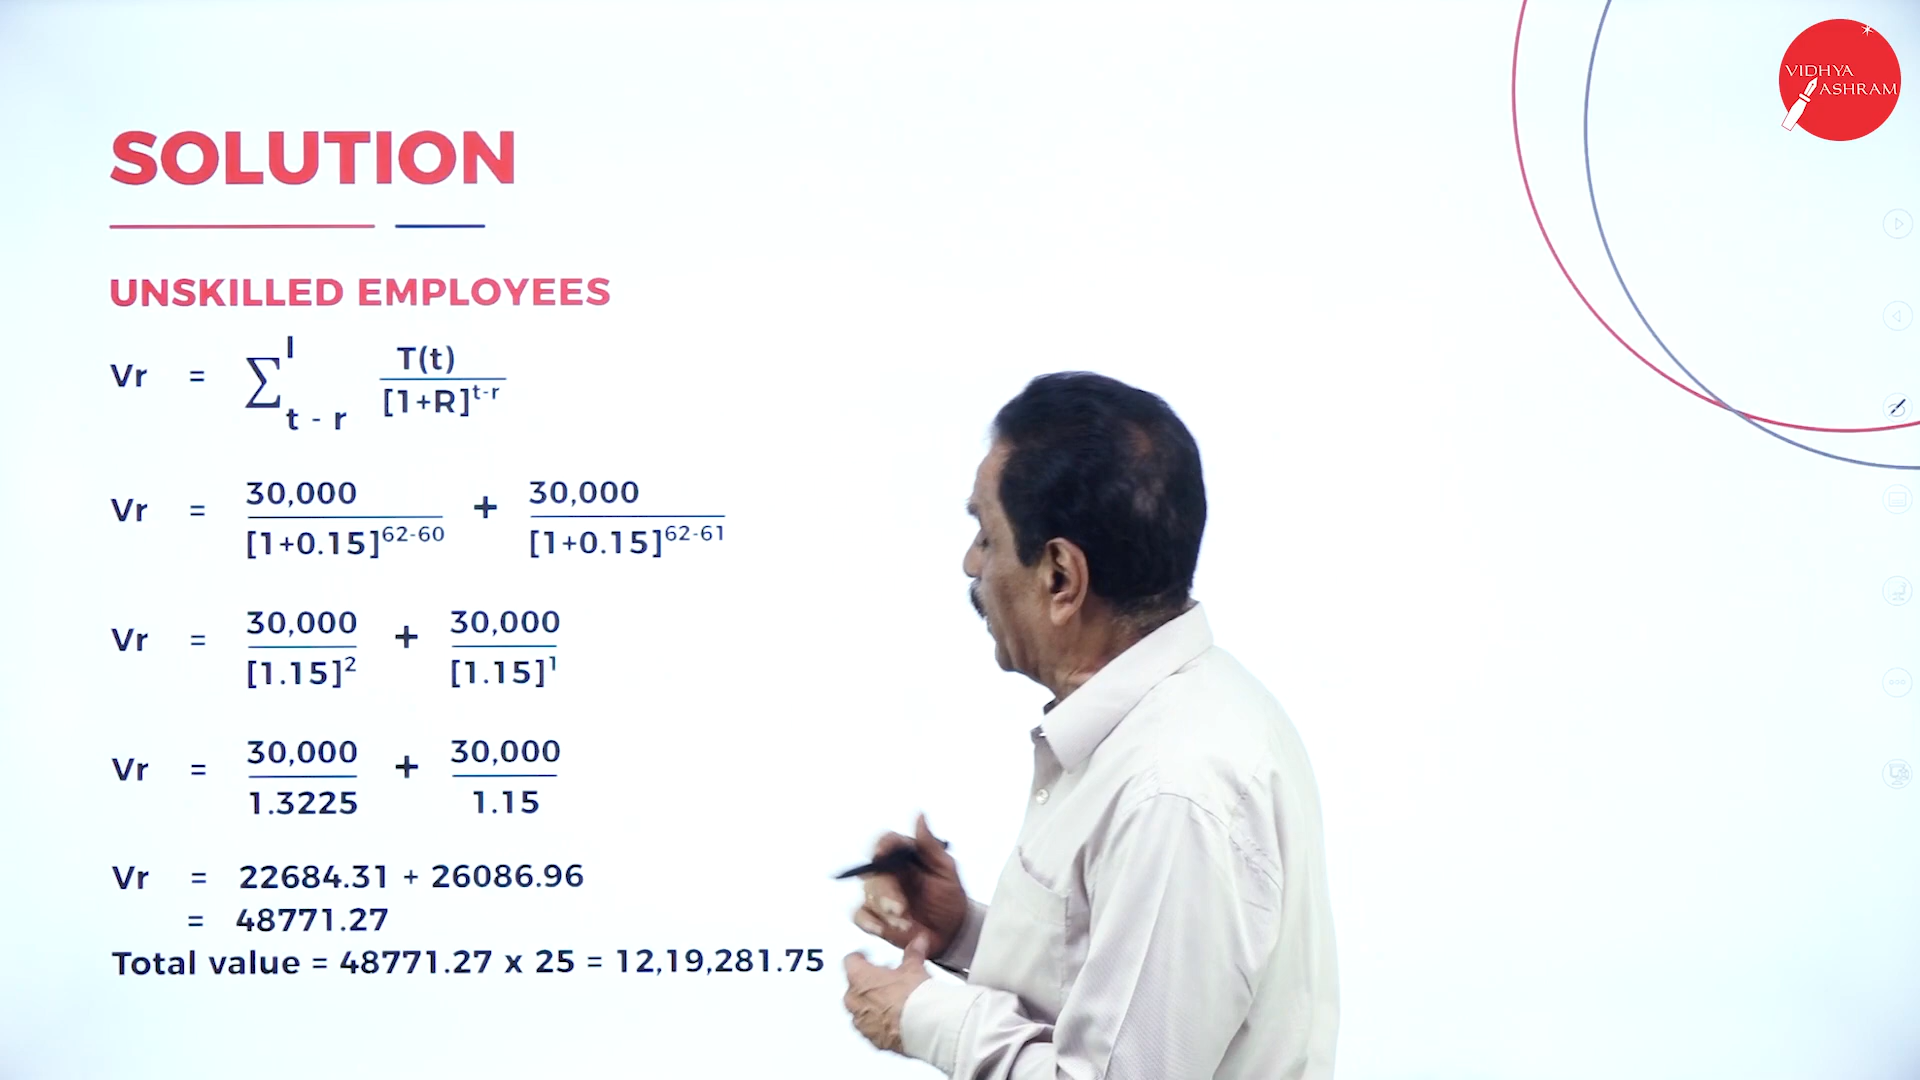 VIDHYA
ASHRAM
SOLUTION
UNSKILLED EMPLOYEES
Vr = ∑ I t - r T(t) / [1+R]^t-r
Vr = 30,000 / [1+0.15]^62-60 + 30,000 / [1+0.15]^62-61
Vr = 30,000 / [1.15]^2 + 30,000 / [1.15]^1
Vr = 30,000 / 1.3225 + 30,000 / 1.15
Vr = 22684.31 + 26086.96
= 48771.27
Total value = 48771.27 x 25 = 12,19,281.75